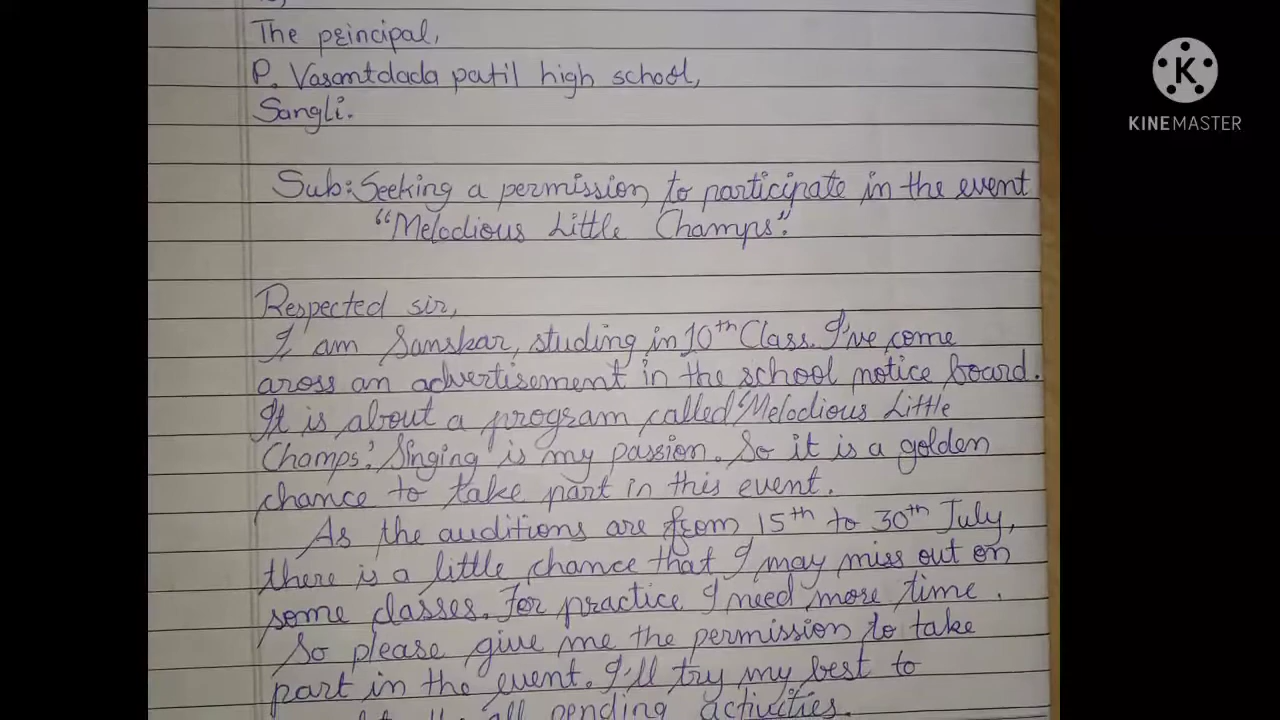 The principal,
P. Vasantdada patil high school,
Sangli.
Sub: Seeking a permission to participate in the event
"Melodious Little Champs".
Respected sir,
I am Sanskar, studing in 10th Class. I've come
aross an advertisement in the school notice board.
It is about a program called "Melodious Little
Champs". Singing is my passion. So it is a golden
chance to take part in this event.
As the auditions are from 15th to 30th July,
there is a little chance that I may miss out on
some classes. For practice I need more time.
So please give me the permission to take
part in the event. I'll try my best to
all pending activities.
K
KINEMASTER